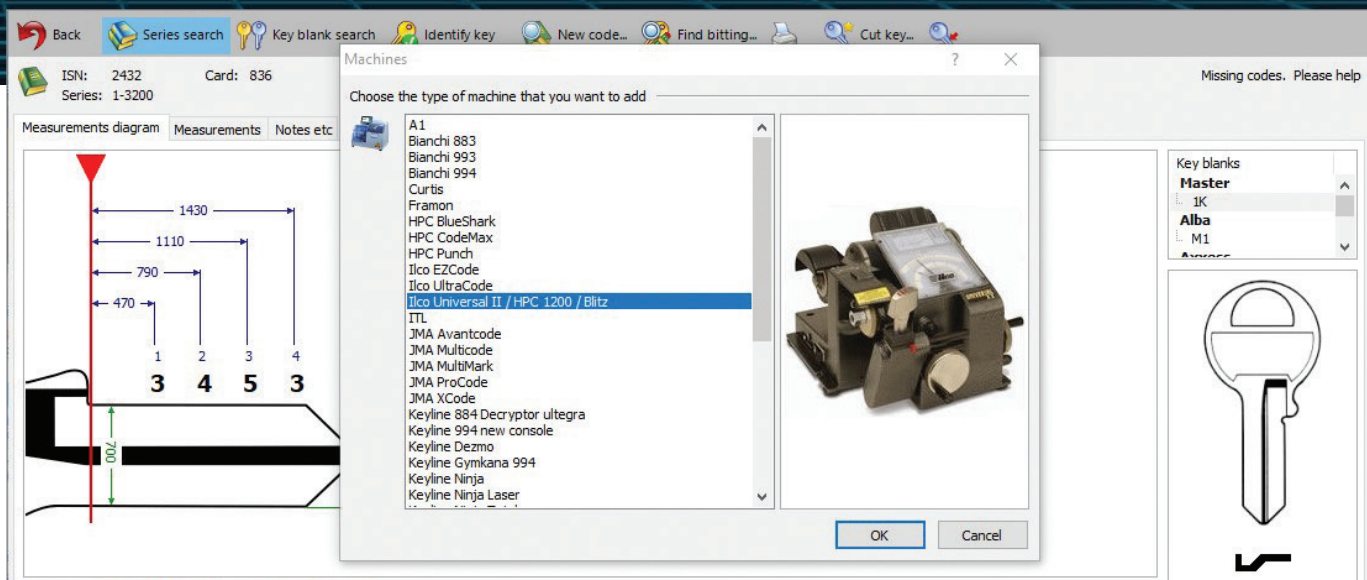 Back Series search Key blank search Identify key New code... Find bitting... Cut key...
ISN: 2432 Card: 836
Series: 1-3200
Missing codes. Please help
Measurements diagram Measurements Notes etc
1430
1110
790
470
1 2 3 4
3 4 5 3
700
Machines
? X
Choose the type of machine that you want to add
A1
Bianchi 883
Bianchi 993
Bianchi 994
Curtis
Framon
HPC BlueShark
HPC CodeMax
HPC Punch
Ilco EZCode
Ilco UltraCode
Ilco Universal II / HPC 1200 / Blitz
ITL
JMA Avantcode
JMA Multicode
JMA MultiMark
JMA ProCode
JMA XCode
Keyline 884 Decryptor ultegra
Keyline 994 new console
Keyline Dezmo
Keyline Gymkana 994
Keyline Ninja
Keyline Ninja Laser
Ilco
OK Cancel
Key blanks
Master
1K
Alba
M1